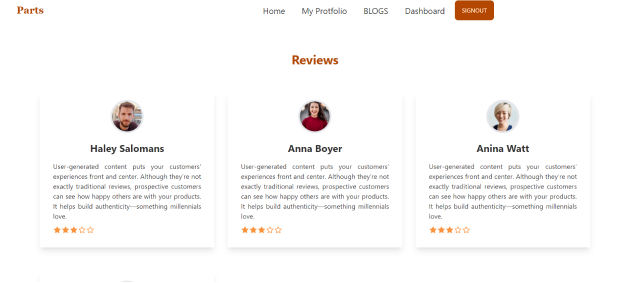 Parts
Home My Protfolio BLOGS Dashboard SIGNOUT
Reviews
Haley Salomans
User-generated content puts your customers'
experiences front and center. Although they're not
exactly traditional reviews, prospective customers
can see how happy others are with your products.
It helps build authenticity—something millennials
love.
Anna Boyer
User-generated content puts your customers'
experiences front and center. Although they're not
exactly traditional reviews, prospective customers
can see how happy others are with your products.
It helps build authenticity—something millennials
love.
Anina Watt
User-generated content puts your customers'
experiences front and center. Although they're not
exactly traditional reviews, prospective customers
can see how happy others are with your products.
It helps build authenticity—something millennials
love.